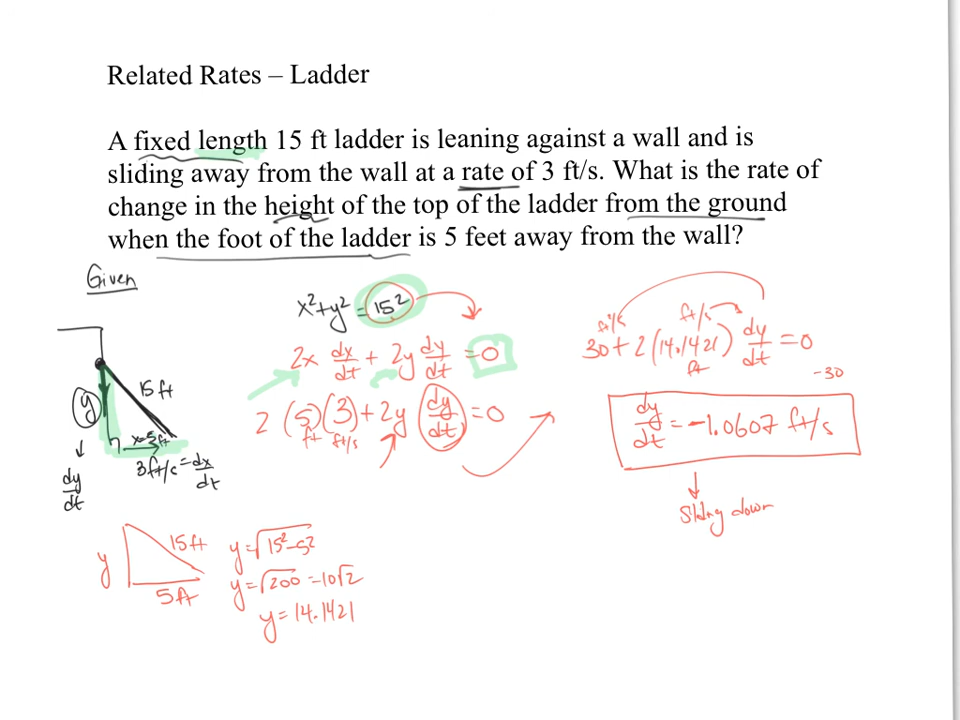 Related Rates – Ladder
A fixed length 15 ft ladder is leaning against a wall and is
sliding away from the wall at a rate of 3 ft/s. What is the rate of
change in the height of the top of the ladder from the ground
when the foot of the ladder is 5 feet away from the wall?
Given
15 ft
y
x=5 ft
3ft/s = dx/dt
dy/dt
x²+y² = 15²
2x dx/dt + 2y dy/dt = 0
2 (5)(3) + 2y (dy/dt) = 0
ft ft/s
ft/s
30 + 2(14.1421) dy/dt = 0
ft
-30
dy/dt = -1.0607 ft/s
Sliding down
y
15ft
5ft
y=√15²-5²
y=√200 = 10√2
y=14.1421